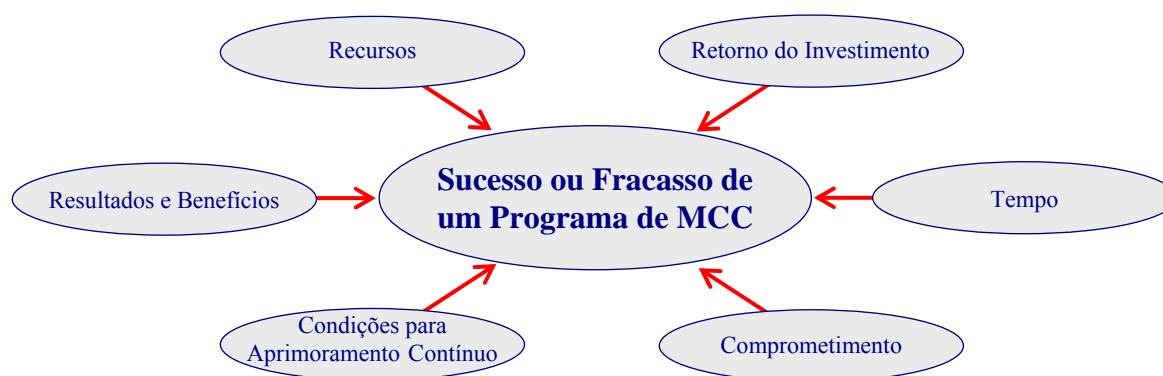 Recursos
Retorno do Investimento
Resultados e Benefícios
Sucesso ou Fracasso de
um Programa de MCC
Tempo
Condições para
Aprimoramento Contínuo
Comprometimento